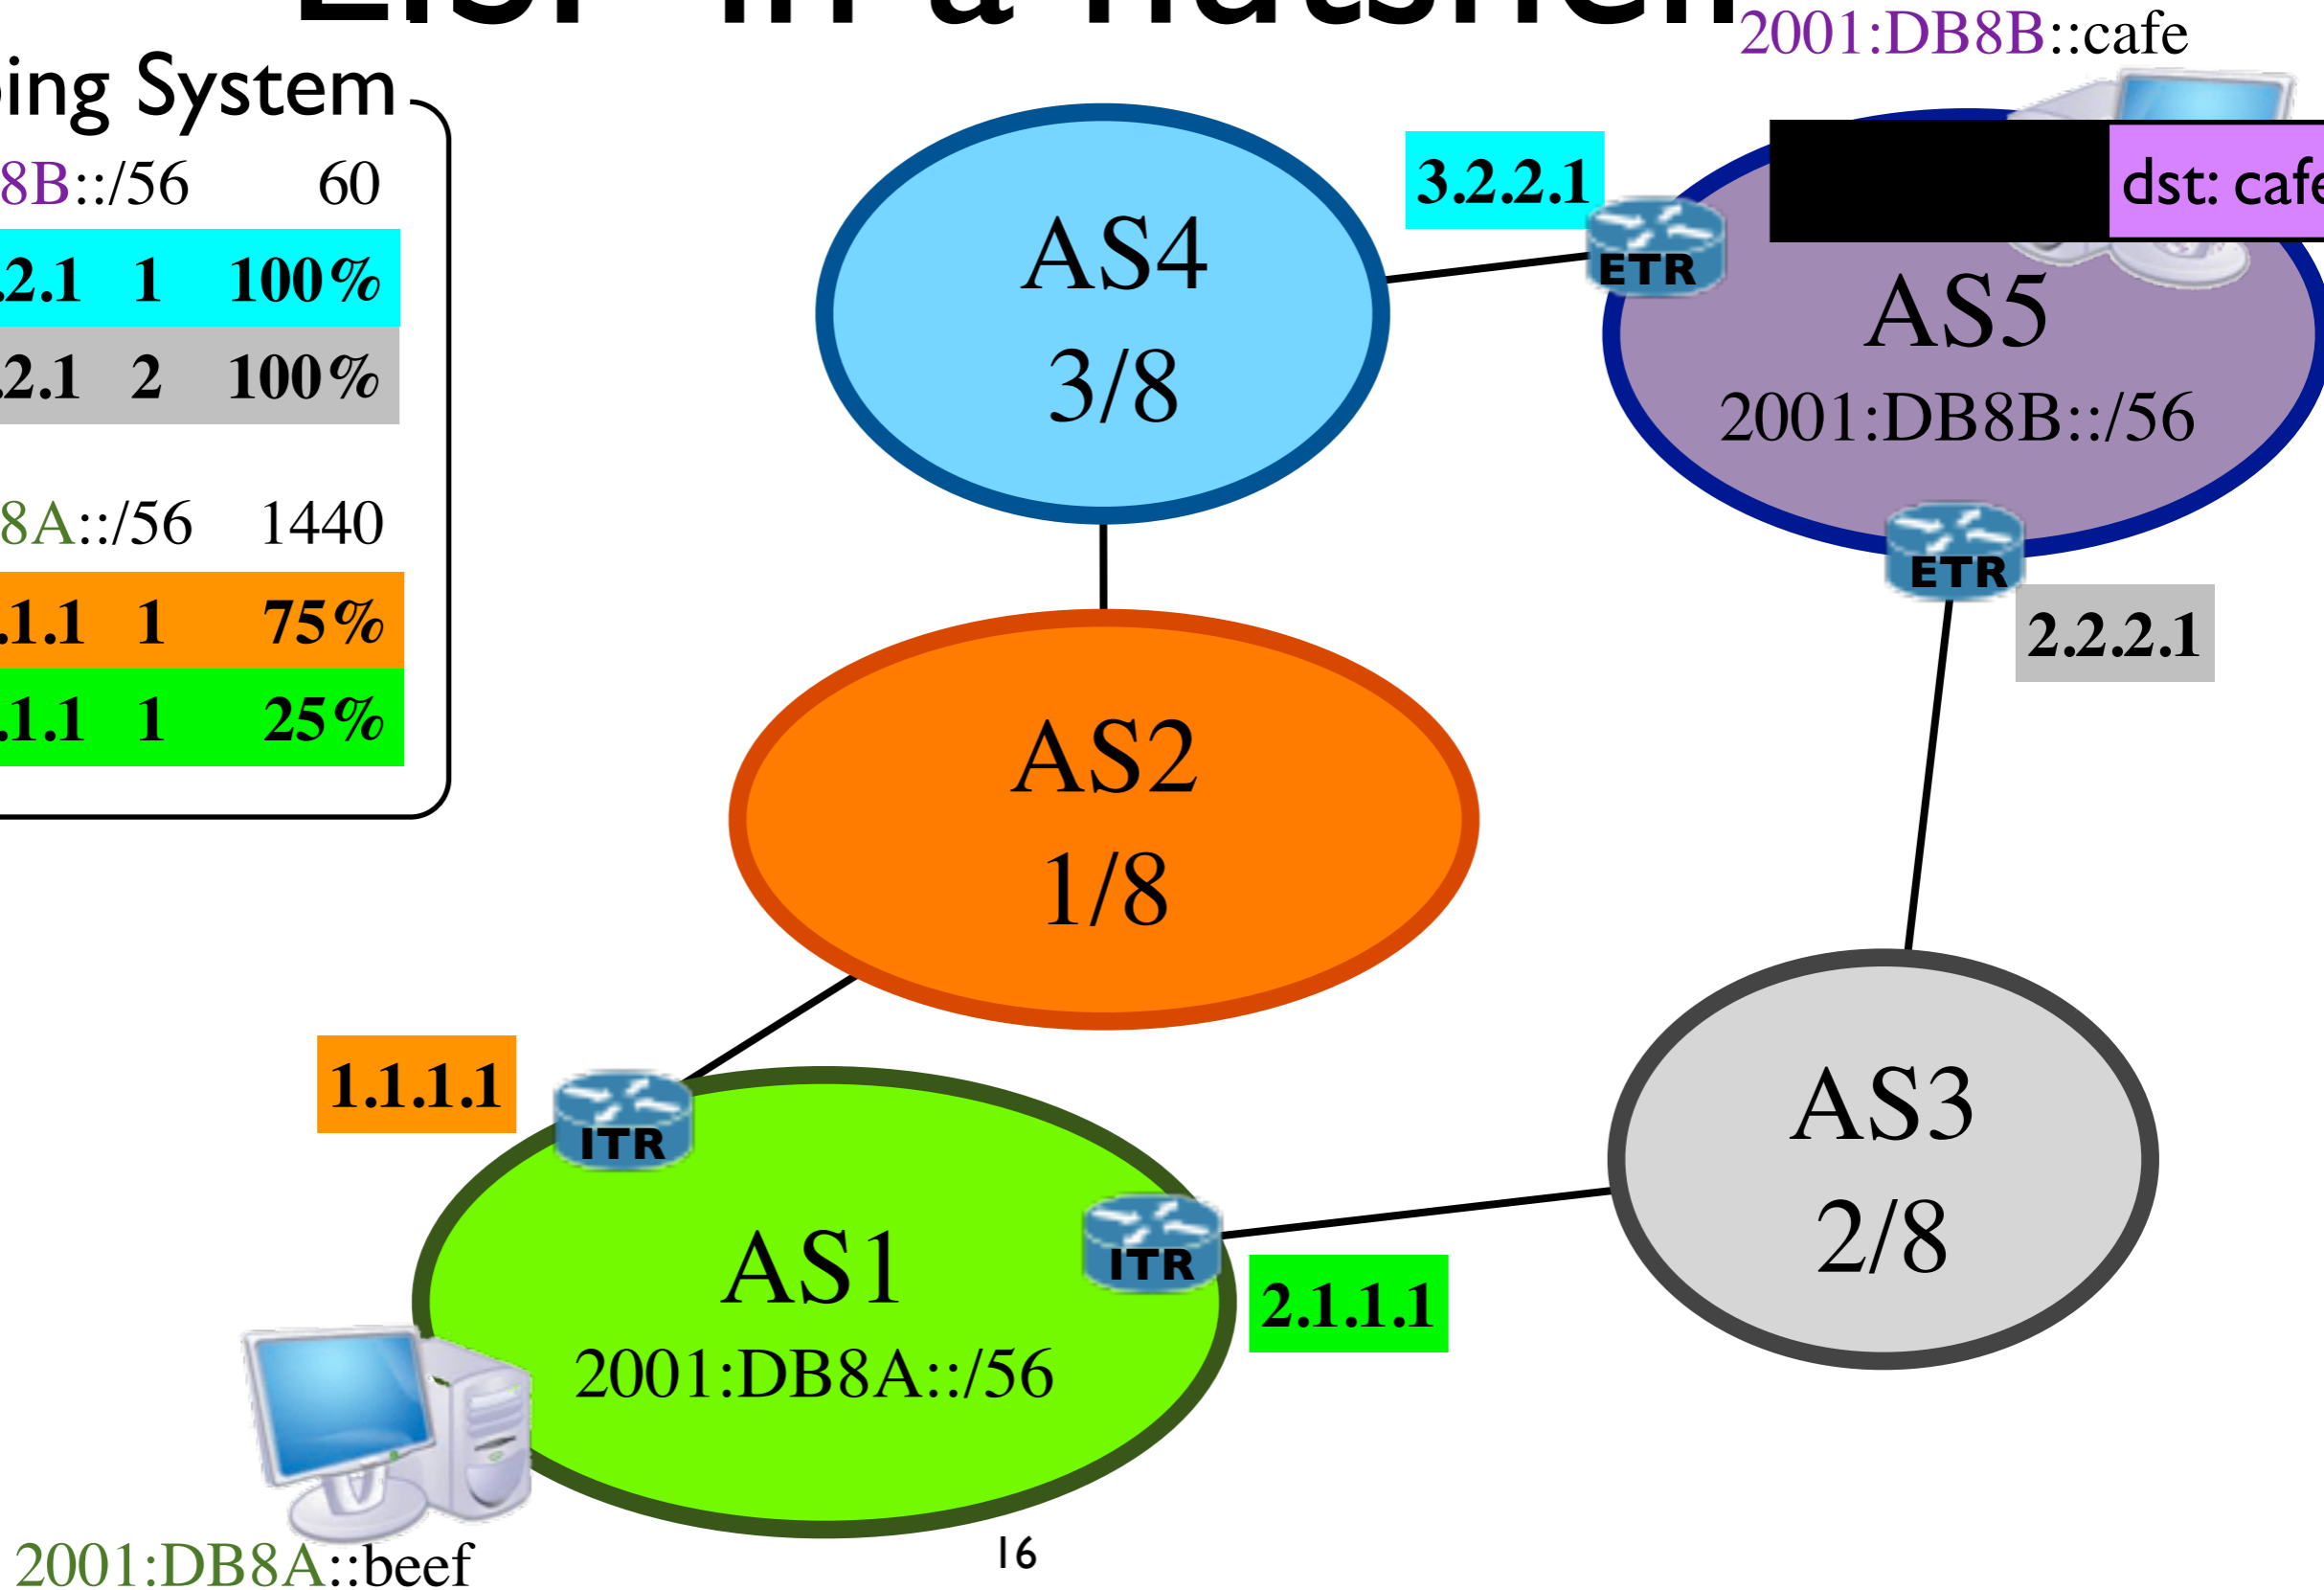 in a nutshell
2001:DB8B::cafe
ing System
8B::/56 60
.2.1 1 100%
.2.1 2 100%
8A::/56 1440
.1.1 1 75%
.1.1 1 25%
AS4
3/8
3.2.2.1
ETR
dst: cafe
AS5
2001:DB8B::/56
ETR
2.2.2.1
AS2
1/8
1.1.1.1
ITR
AS1
2001:DB8A::/56
ITR
2.1.1.1
AS3
2/8
2001:DB8A::beef
16